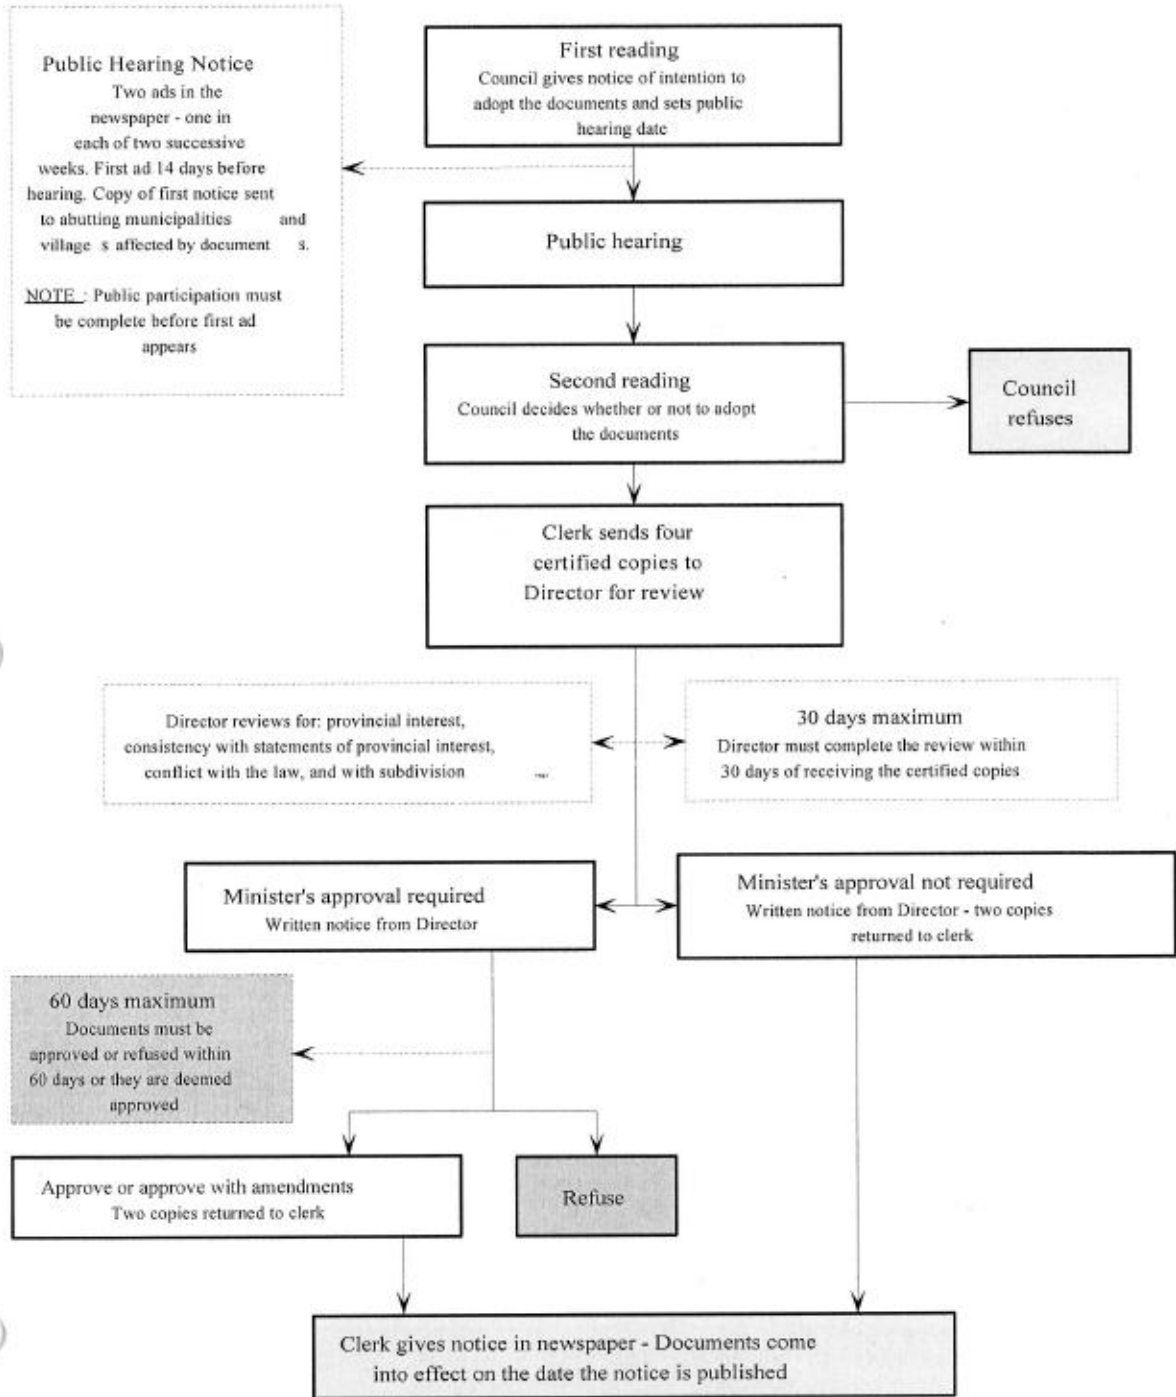 Public Hearing Notice
Two ads in the
newspaper - one in
each of two successive
weeks. First ad 14 days before
hearing. Copy of first notice sent
to abutting municipalities and
village s affected by document s.
NOTE : Public participation must
be complete before first ad
appears
First reading
Council gives notice of intention to
adopt the documents and sets public
hearing date
Public hearing
Second reading
Council decides whether or not to adopt
the documents
Council
refuses
Clerk sends four
certified copies to
Director for review
Director reviews for: provincial interest,
consistency with statements of provincial interest,
conflict with the law, and with subdivision
30 days maximum
Director must complete the review within
30 days of receiving the certified copies
Minister's approval required
Written notice from Director
Minister's approval not required
Written notice from Director - two copies
returned to clerk
60 days maximum
Documents must be
approved or refused within
60 days or they are deemed
approved
Approve or approve with amendments
Two copies returned to clerk
Refuse
Clerk gives notice in newspaper - Documents come
into effect on the date the notice is published